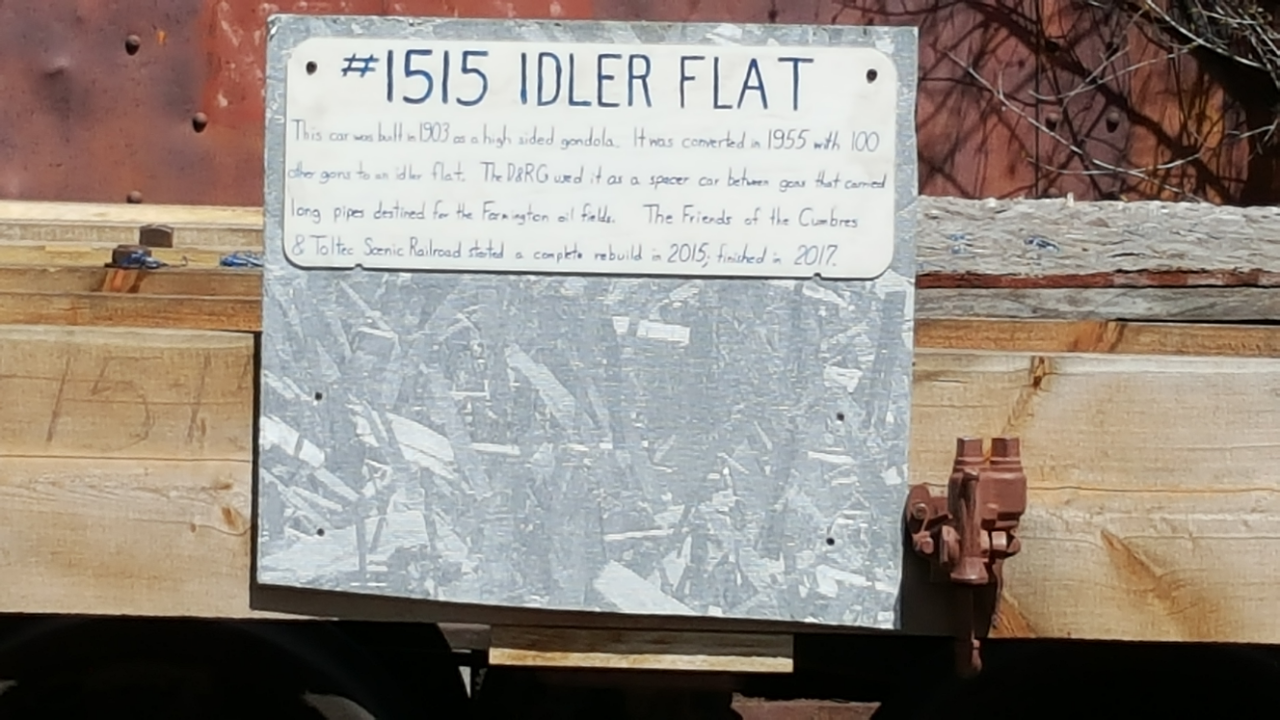 #1515 IDLER FLAT
This car was built in 1903 as a high sided gondola. It was converted in 1955 with 100
other gons to an idler flat. The D&RG used it as a spacer car between gons that carried
long pipes destined for the Farmington oil fields. The Friends of the Cumbres
& Toltec Scenic Railroad started a complete rebuild in 2015; finished in 2017.